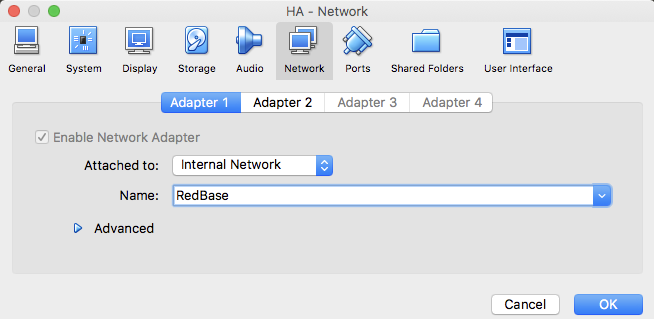 HA - Network
General System Display Storage Audio Network Ports Shared Folders User Interface
Adapter 1 Adapter 2 Adapter 3 Adapter 4
Enable Network Adapter
Attached to: Internal Network
Name: RedBase
Advanced
Cancel OK